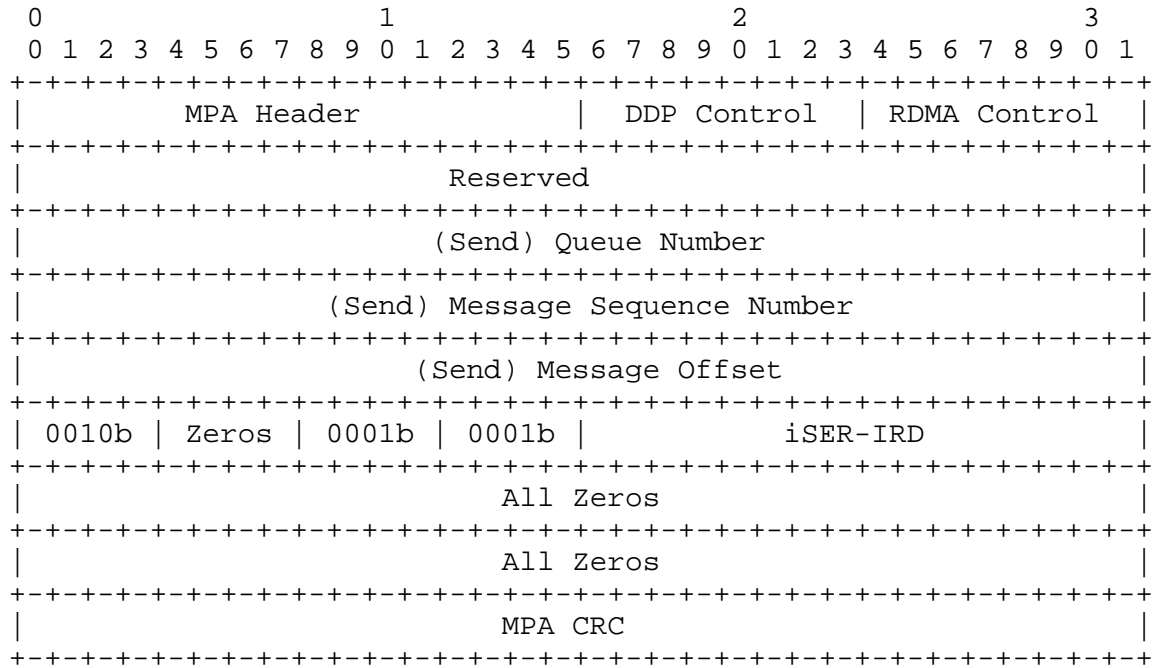 0                   1                   2                   3
 0 1 2 3 4 5 6 7 8 9 0 1 2 3 4 5 6 7 8 9 0 1 2 3 4 5 6 7 8 9 0 1
+-+-+-+-+-+-+-+-+-+-+-+-+-+-+-+-+-+-+-+-+-+-+-+-+-+-+-+-+-+-+-+-+
|         MPA Header            |  DDP Control  | RDMA Control  |
+-+-+-+-+-+-+-+-+-+-+-+-+-+-+-+-+-+-+-+-+-+-+-+-+-+-+-+-+-+-+-+-+
|                        Reserved                               |
+-+-+-+-+-+-+-+-+-+-+-+-+-+-+-+-+-+-+-+-+-+-+-+-+-+-+-+-+-+-+-+-+
|                       (Send) Queue Number                     |
+-+-+-+-+-+-+-+-+-+-+-+-+-+-+-+-+-+-+-+-+-+-+-+-+-+-+-+-+-+-+-+-+
|                 (Send) Message Sequence Number                |
+-+-+-+-+-+-+-+-+-+-+-+-+-+-+-+-+-+-+-+-+-+-+-+-+-+-+-+-+-+-+-+-+
|                      (Send) Message Offset                    |
+-+-+-+-+-+-+-+-+-+-+-+-+-+-+-+-+-+-+-+-+-+-+-+-+-+-+-+-+-+-+-+-+
| 0010b | Zeros | 0001b | 0001b |           iSER-IRD            |
+-+-+-+-+-+-+-+-+-+-+-+-+-+-+-+-+-+-+-+-+-+-+-+-+-+-+-+-+-+-+-+-+
|                           All Zeros                           |
+-+-+-+-+-+-+-+-+-+-+-+-+-+-+-+-+-+-+-+-+-+-+-+-+-+-+-+-+-+-+-+-+
|                           All Zeros                           |
+-+-+-+-+-+-+-+-+-+-+-+-+-+-+-+-+-+-+-+-+-+-+-+-+-+-+-+-+-+-+-+-+
|                           MPA CRC                             |
+-+-+-+-+-+-+-+-+-+-+-+-+-+-+-+-+-+-+-+-+-+-+-+-+-+-+-+-+-+-+-+-+